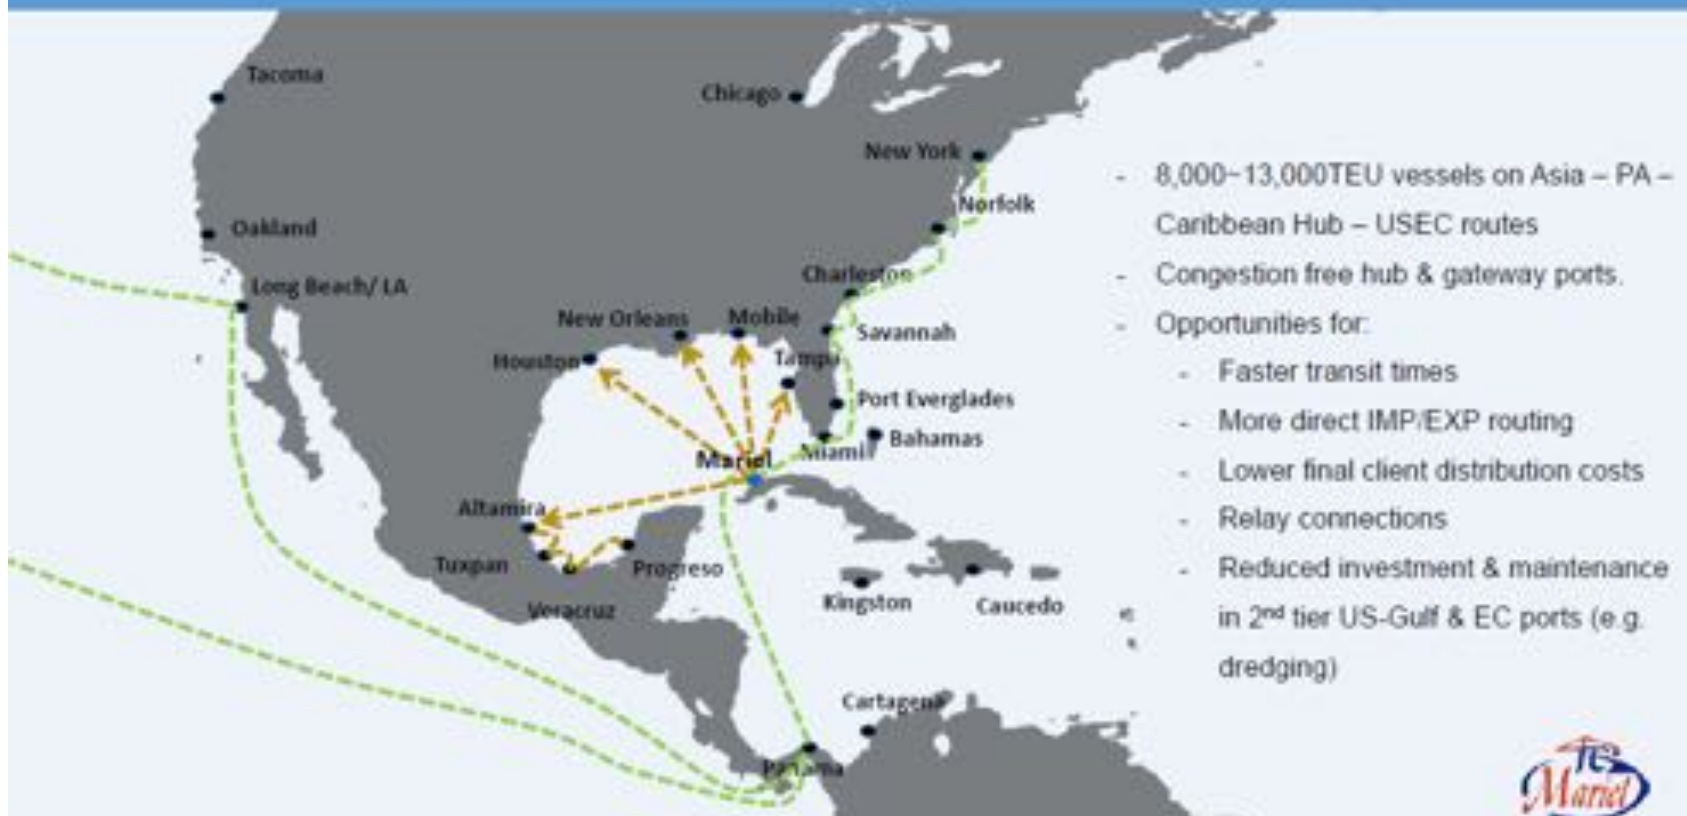 Tacoma
Chicago
New York
Norfolk
Oakland
Charleston
Long Beach/ LA
New Orleans
Mobile
Savannah
Houston
Tampa
Port Everglades
Bahamas
Miami
Mariel
Altamira
Tuxpan
Progreso
Veracruz
Kingston
Caucedo
Cartagena
Panama
- 8,000~13,000TEU vessels on Asia – PA –
Caribbean Hub – USEC routes
- Congestion free hub & gateway ports.
- Opportunities for:
- Faster transit times
- More direct IMP/EXP routing
- Lower final client distribution costs
- Relay connections
- Reduced investment & maintenance
in 2nd tier US-Gulf & EC ports (e.g.
dredging)
TC
Mariel